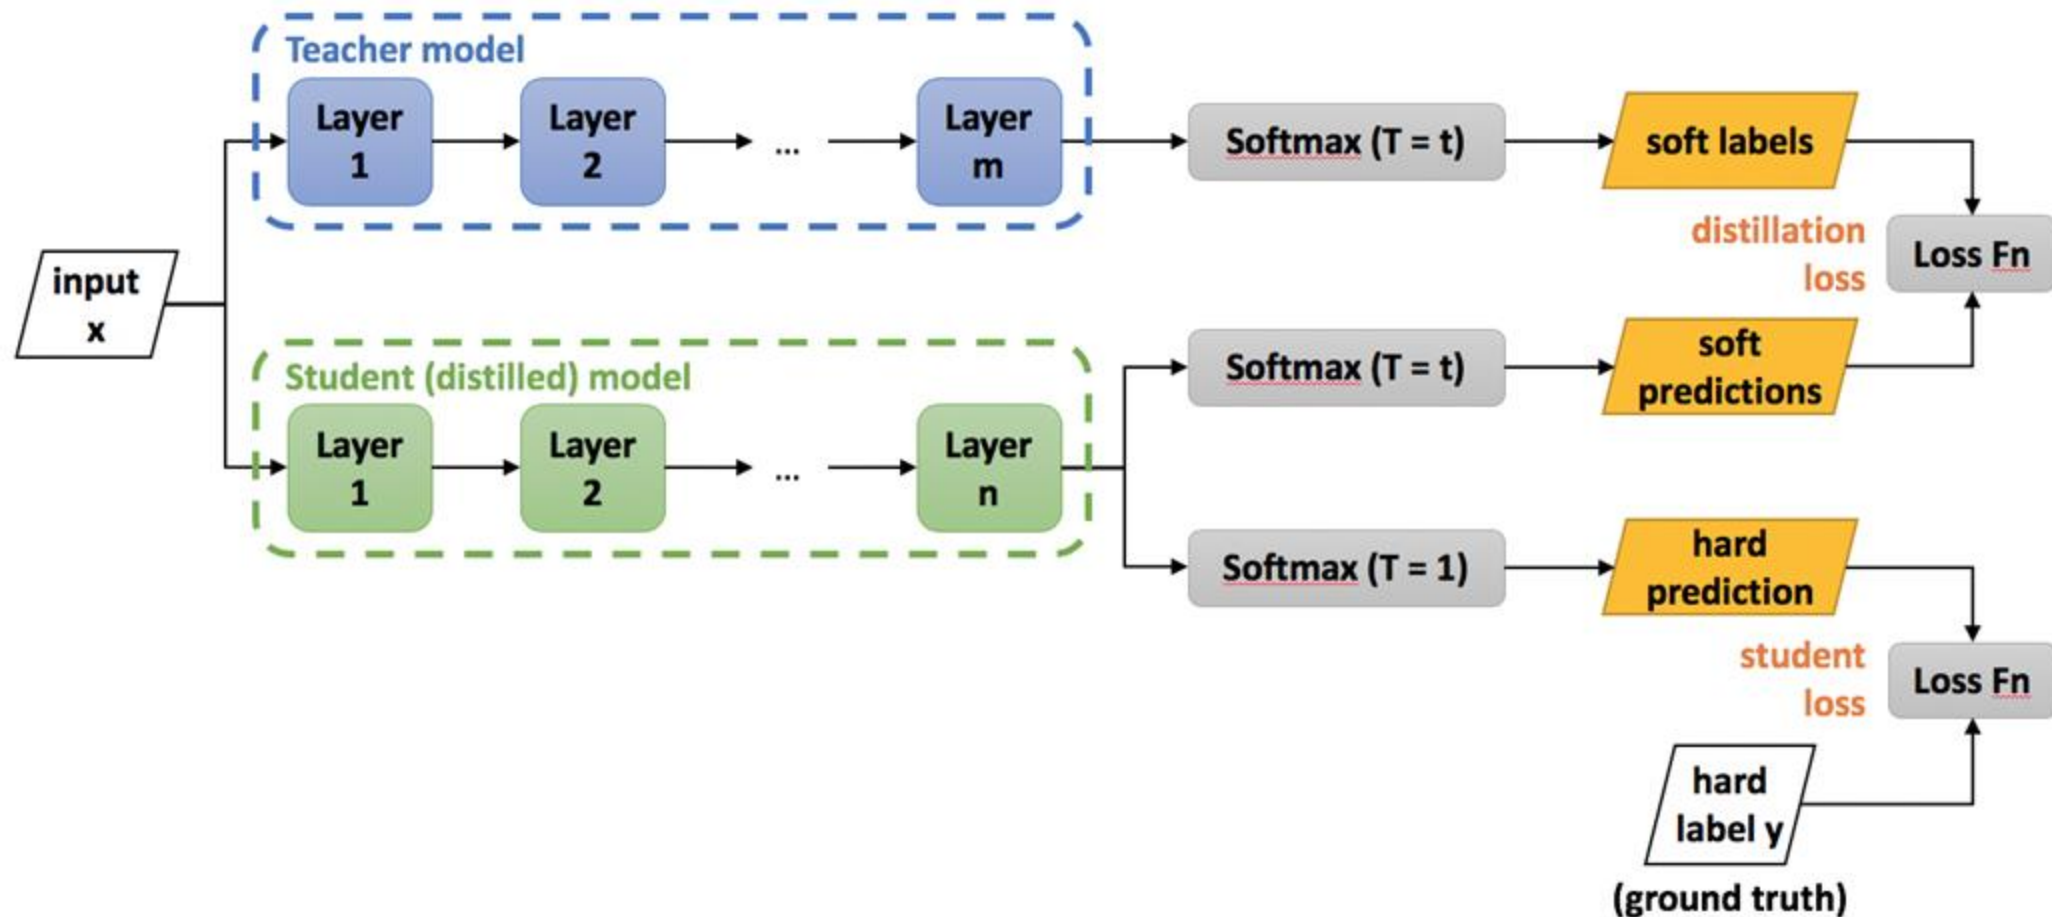 Teacher model
Layer
1
Layer
2
...
Layer
m
Softmax (T = t)
soft labels
distillation
loss
Loss Fn
input
x
Student (distilled) model
Layer
1
Layer
2
...
Layer
n
Softmax (T = t)
soft
predictions
Softmax (T = 1)
hard
prediction
student
loss
Loss Fn
hard
label y
(ground truth)